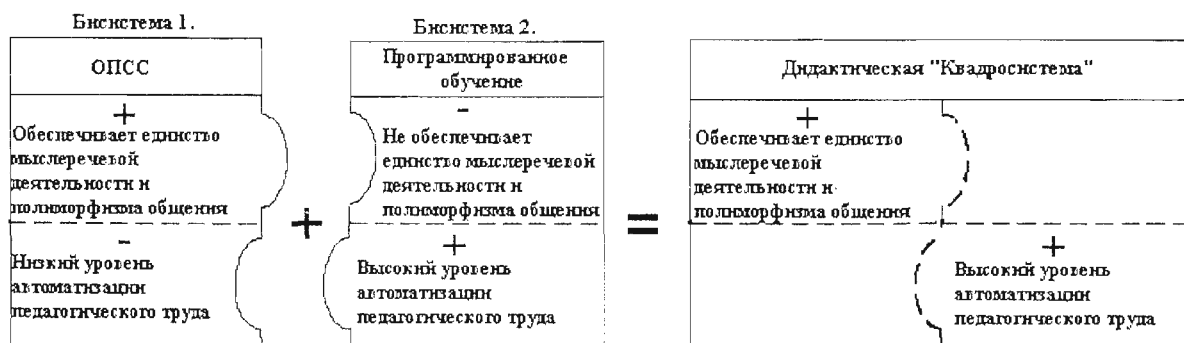 Бисистема 1.
ОПСС
+
Обеспечивает единство
мыслеречевой
деятельности и
полиморфизма общения
-
Низкий уровень
автоматизации
педагогического труда
+
Бисистема 2.
Программированное
обучение
-
Не обеспечивает
единство мыслеречевой
деятельности и
полиморфизма общения
+
Высокий уровень
автоматизации
педагогического труда
=
Дидактическая "Квадросистема"
+
Обеспечивает единство
мыслеречевой
деятельности и
полиморфизма общения
+
Высокий уровень
автоматизации
педагогического труда